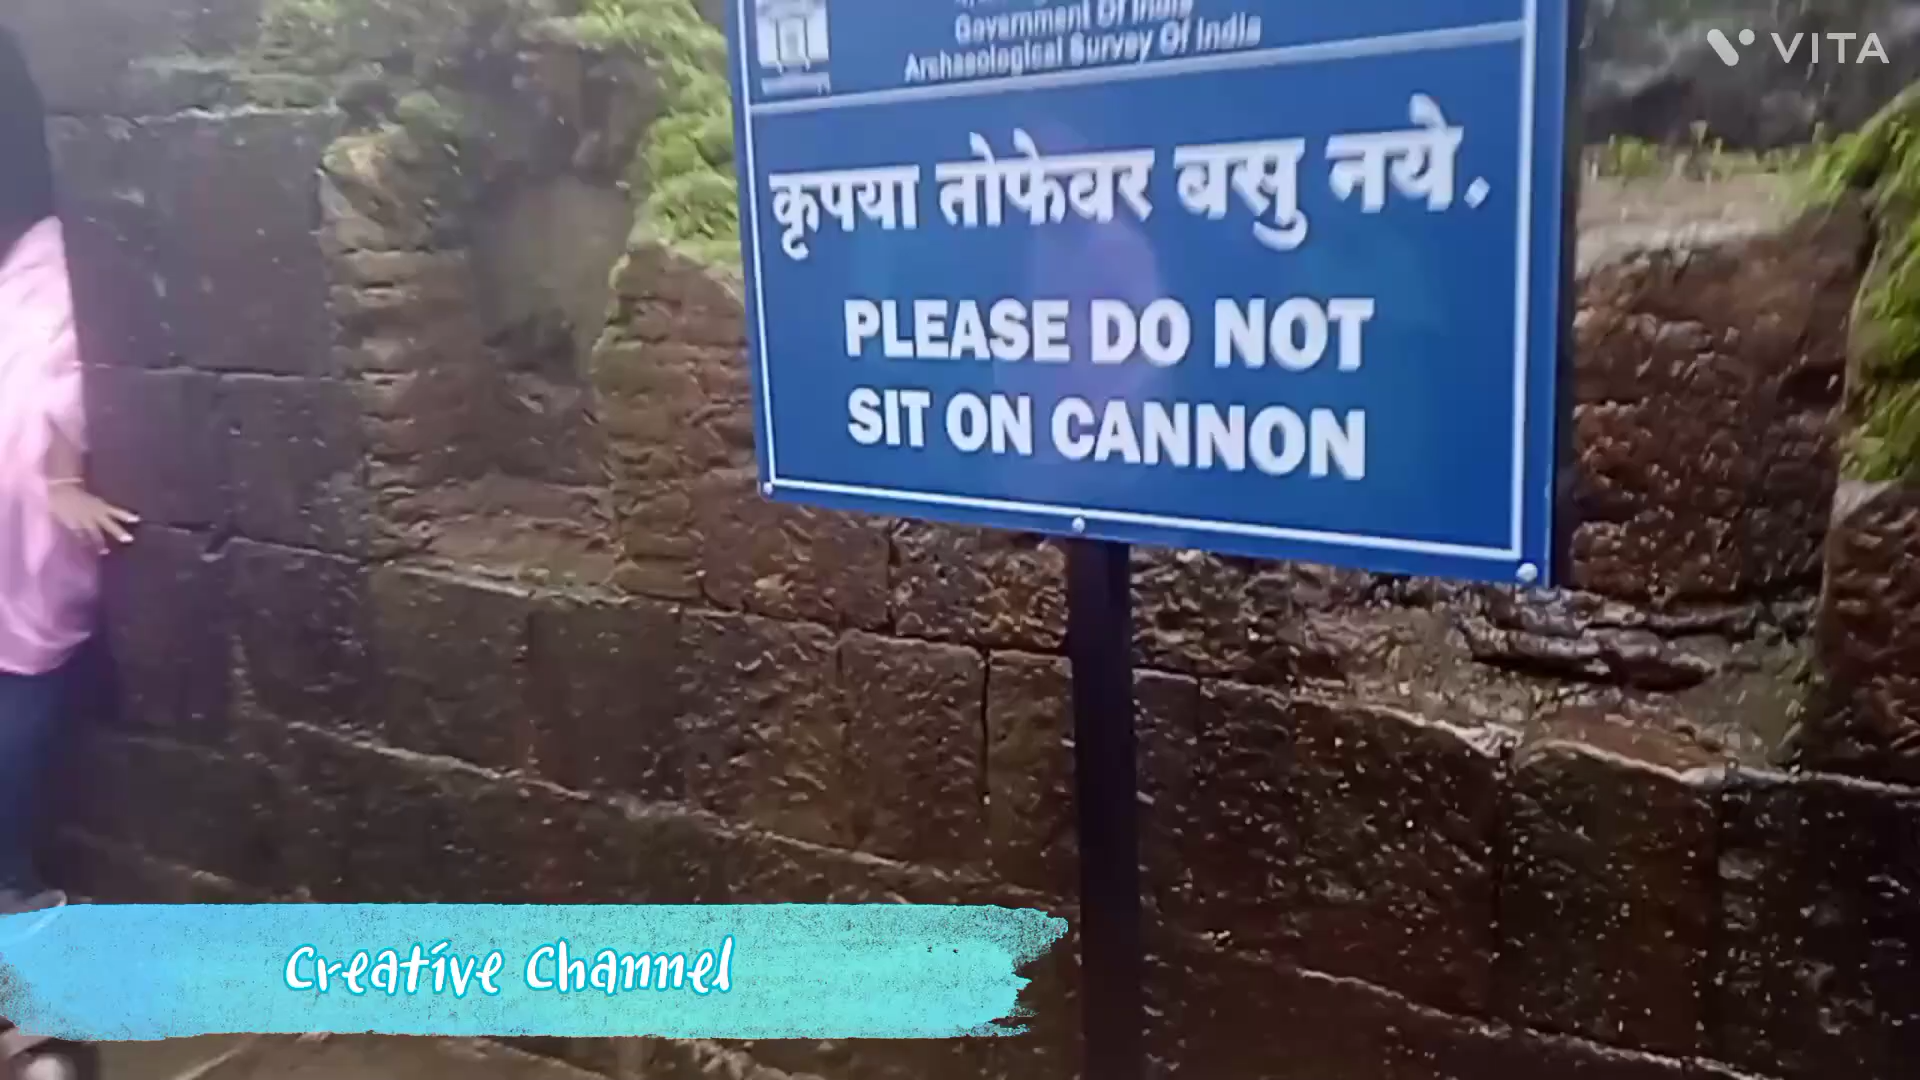 VITA
Government Of India
Archaeological Survey Of India
कृपया तोफेवर बसु नये.
PLEASE DO NOT
SIT ON CANNON
Creative Channel